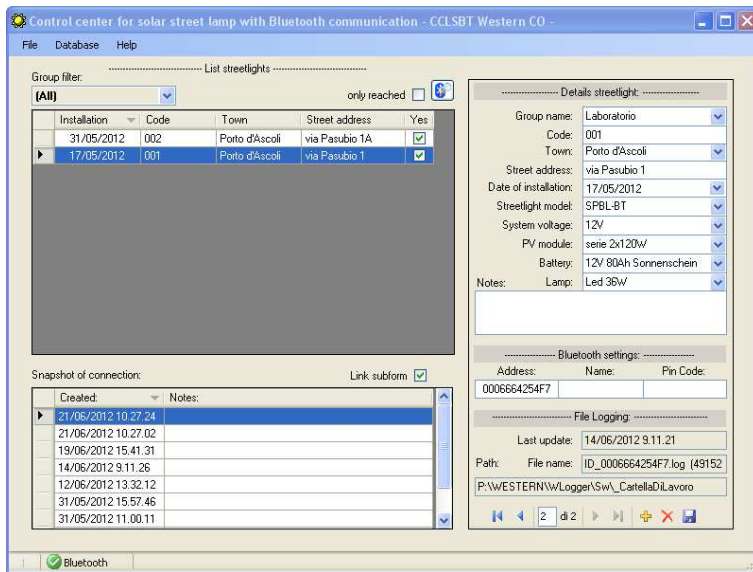 Control center for solar street lamp with Bluetooth communication - CCLSBT Western CO -
File Database Help
List streetlights
Group filter:
(All)
only reached
Installation Code Town Street address Yes
31/05/2012 002 Porto d'Ascoli via Pasubio 1A
17/05/2012 001 Porto d'Ascoli via Pasubio 1
Snapshot of connection:
Link subform
Created: Notes:
21/06/2012 10.27.24
21/06/2012 10.27.02
19/06/2012 15.41.31
14/06/2012 9.11.26
12/06/2012 13.32.12
31/05/2012 15.57.46
31/05/2012 11.00.11
Details streetlight:
Group name: Laboratorio
Code: 001
Town: Porto d'Ascoli
Street address: via Pasubio 1
Date of installation: 17/05/2012
Streetlight model: SPBL-BT
System voltage: 12V
PV module: serie 2x120W
Battery: 12V 80Ah Sonnenschein
Notes: Lamp: Led 36W
Bluetooth settings:
Address: Name: Pin Code:
0006664254F7
File Logging:
Last update: 14/06/2012 9.11.21
Path: File name: ID_0006664254F7.log (49152
P:\WESTERN\WLogger\Sw\_CartellaDiLavoro
2 di 2
Bluetooth